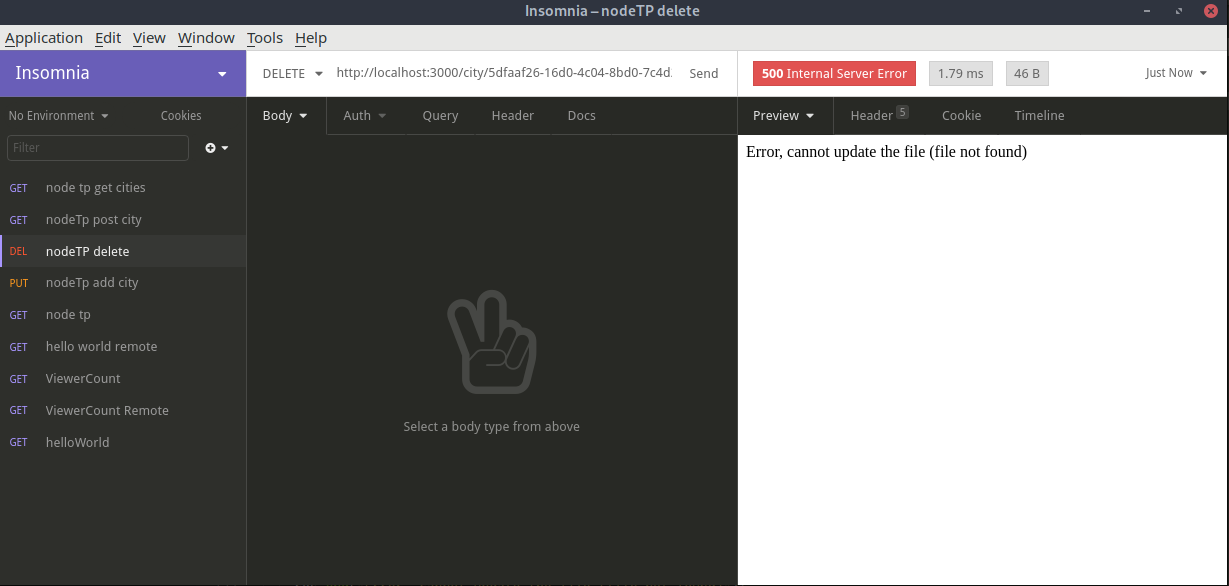 Insomnia – nodeTP delete
Application Edit View Window Tools Help
Insomnia
DELETE http://localhost:3000/city/5dfaaf26-16d0-4c04-8bd0-7c4d Send
500 Internal Server Error 1.79 ms 46 B Just Now
No Environment Cookies
Body Auth Query Header Docs
Preview Header 5 Cookie Timeline
Filter
Error, cannot update the file (file not found)
GET node tp get cities
GET nodeTp post city
DEL nodeTP delete
PUT nodeTp add city
GET node tp
GET hello world remote
GET ViewerCount
GET ViewerCount Remote
GET helloWorld
Select a body type from above